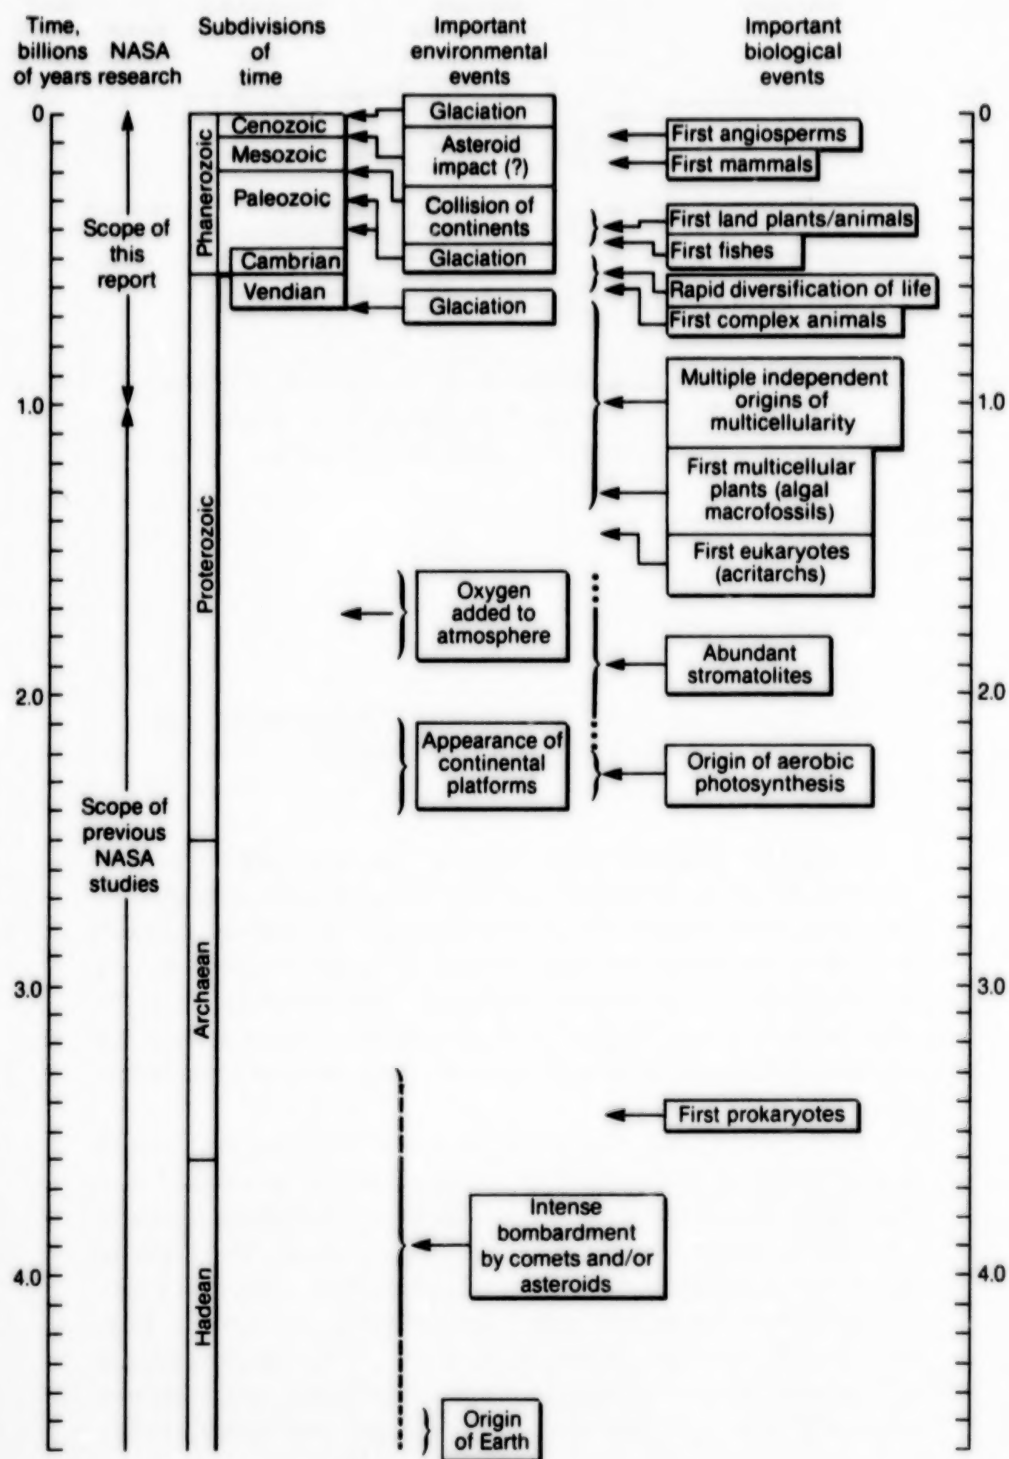 Time,
billions
of years
NASA
research
Subdivisions
of
time
Important
environmental
events
Important
biological
events
0
1.0
2.0
3.0
4.0
Scope of
this
report
Scope of
previous
NASA
studies
Phanerozoic
Proterozoic
Archaean
Hadean
Cenozoic
Mesozoic
Paleozoic
Cambrian
Vendian
Glaciation
Asteroid
impact (?)
Collision of
continents
Glaciation
Glaciation
Oxygen
added to
atmosphere
Appearance of
continental
platforms
Intense
bombardment
by comets and/or
asteroids
Origin
of Earth
First angiosperms
First mammals
First land plants/animals
First fishes
Rapid diversification of life
First complex animals
Multiple independent
origins of
multicellularity
First multicellular
plants (algal
macrofossils)
First eukaryotes
(acritarchs)
Abundant
stromatolites
Origin of aerobic
photosynthesis
First prokaryotes
0
1.0
2.0
3.0
4.0